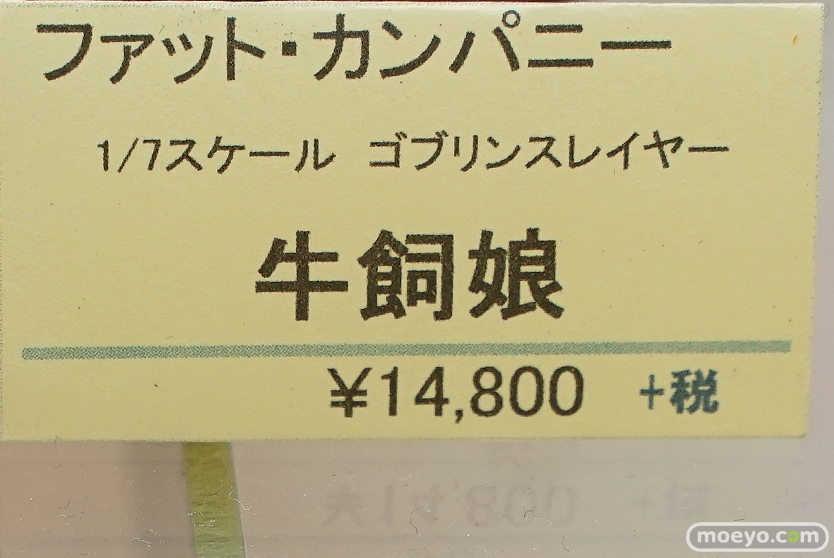 ファット・カンパニー
1/7スケール ゴブリンスレイヤー
牛飼娘
¥14,800 +税
moeyo.com